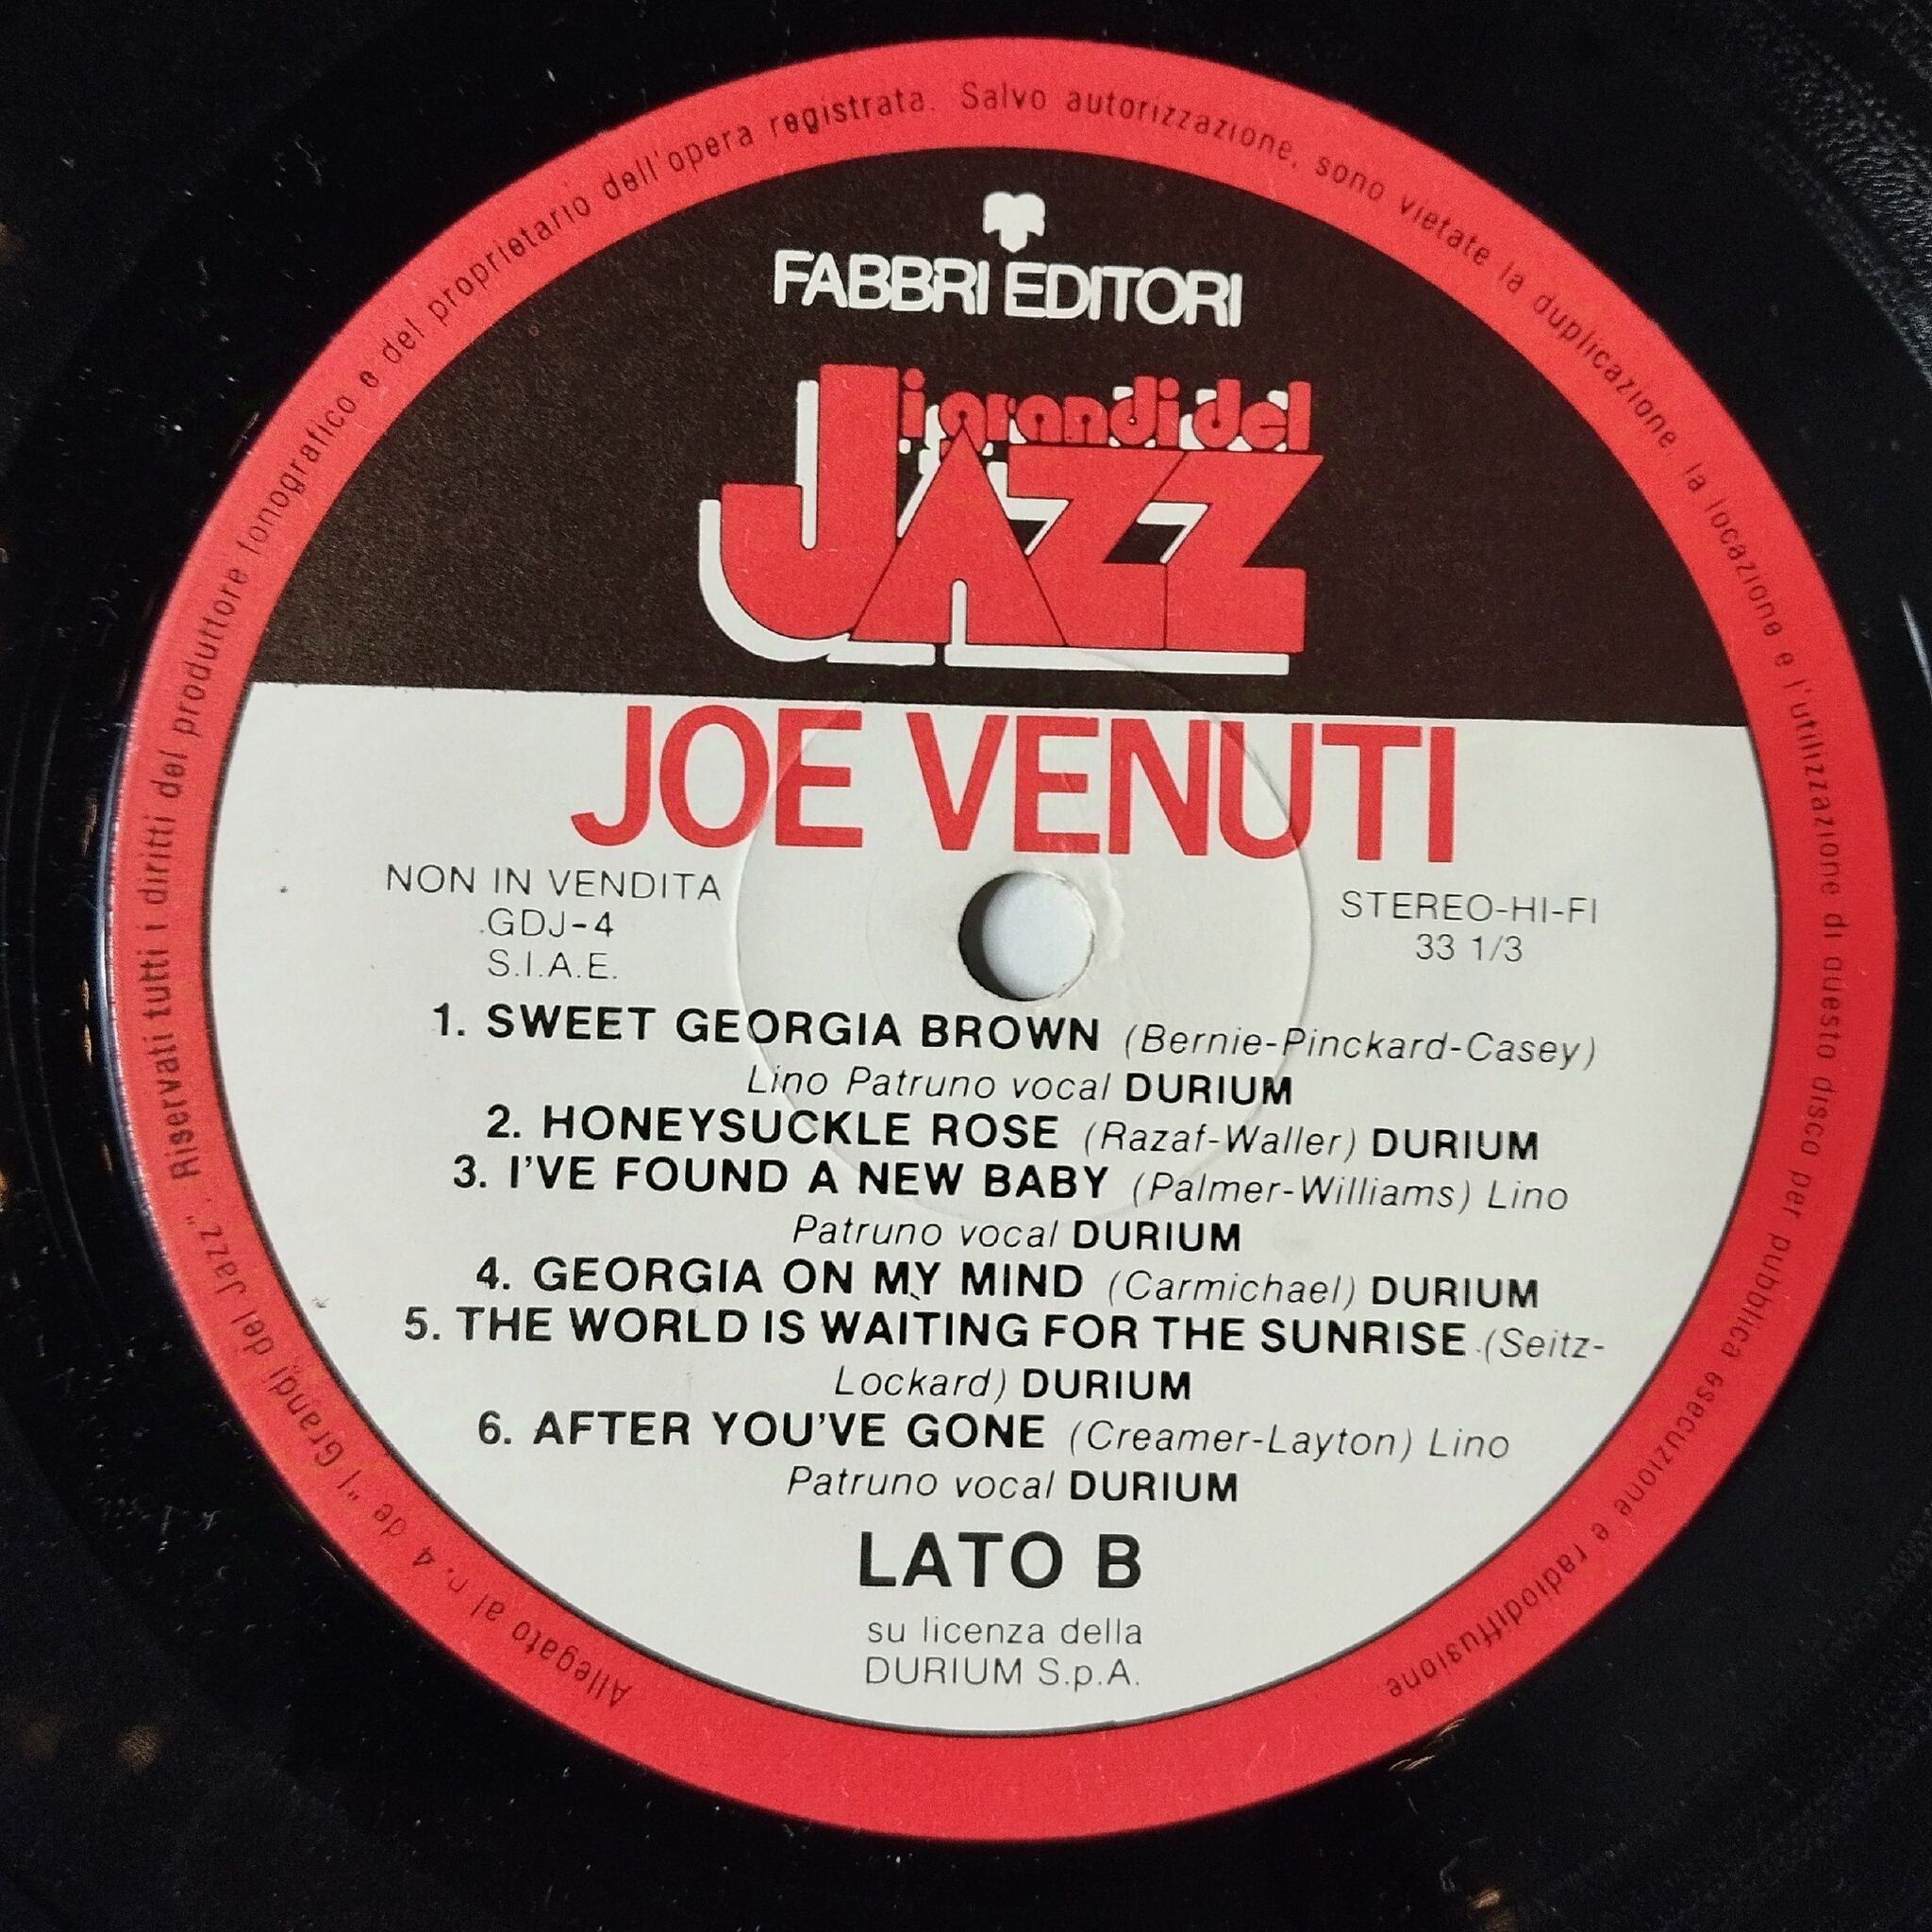 Allegato al n. 4 de "I Grandi del Jazz". Riservati tutti i diritti del produttore fonografico e del proprietario dell'opera registrata. Salvo autorizzazione, sono vietate la duplicazione, la locazione e l'utilizzazione di questo disco per pubblica esecuzione e radiodiffusione
FABBRI EDITORI
i grandi del
JAZZ
JOE VENUTI
NON IN VENDITA
GDJ-4
S.I.A.E.
STEREO-HI-FI
33 1/3
1. SWEET GEORGIA BROWN (Bernie-Pinckard-Casey)
Lino Patruno vocal DURIUM
2. HONEYSUCKLE ROSE (Razaf-Waller) DURIUM
3. I'VE FOUND A NEW BABY (Palmer-Williams) Lino
Patruno vocal DURIUM
4. GEORGIA ON MY MIND (Carmichael) DURIUM
5. THE WORLD IS WAITING FOR THE SUNRISE (Seitz-
Lockard) DURIUM
6. AFTER YOU'VE GONE (Creamer-Layton) Lino
Patruno vocal DURIUM
LATO B
su licenza della
DURIUM S.p.A.